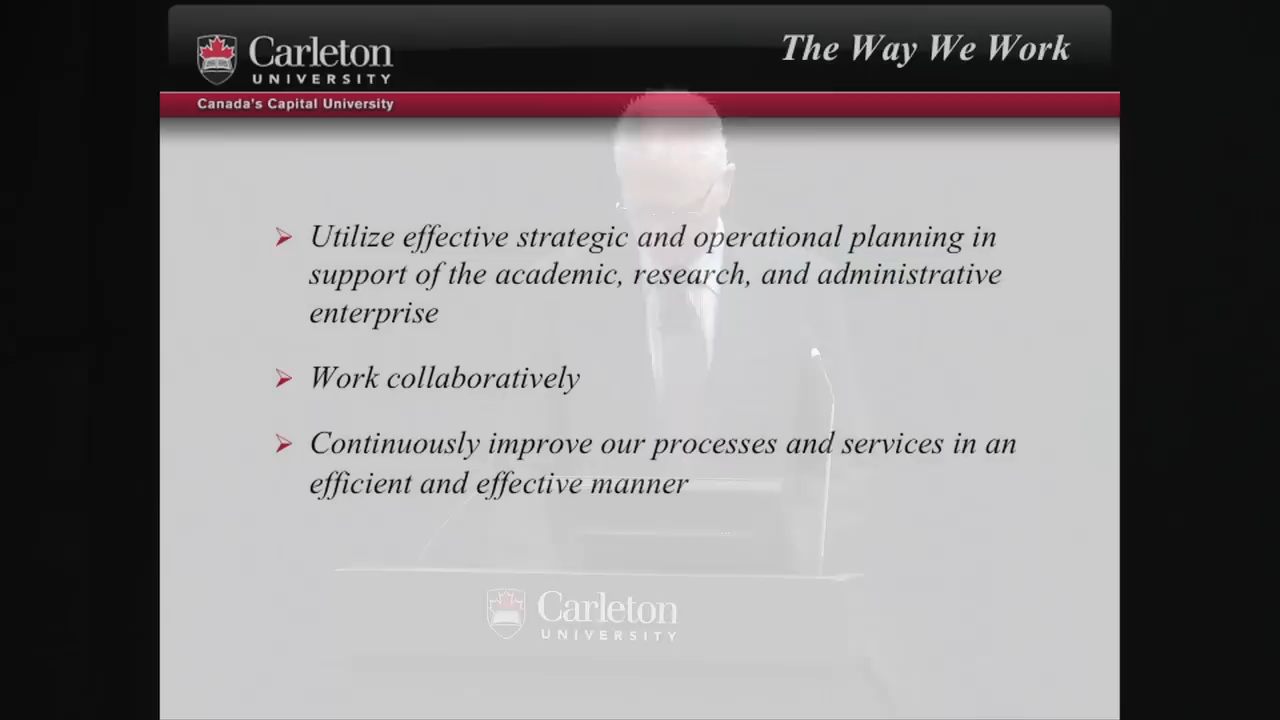 Carleton
UNIVERSITY
The Way We Work
Canada's Capital University
Utilize effective strategic and operational planning in
support of the academic, research, and administrative
enterprise
Work collaboratively
Continuously improve our processes and services in an
efficient and effective manner
Carleton
UNIVERSITY